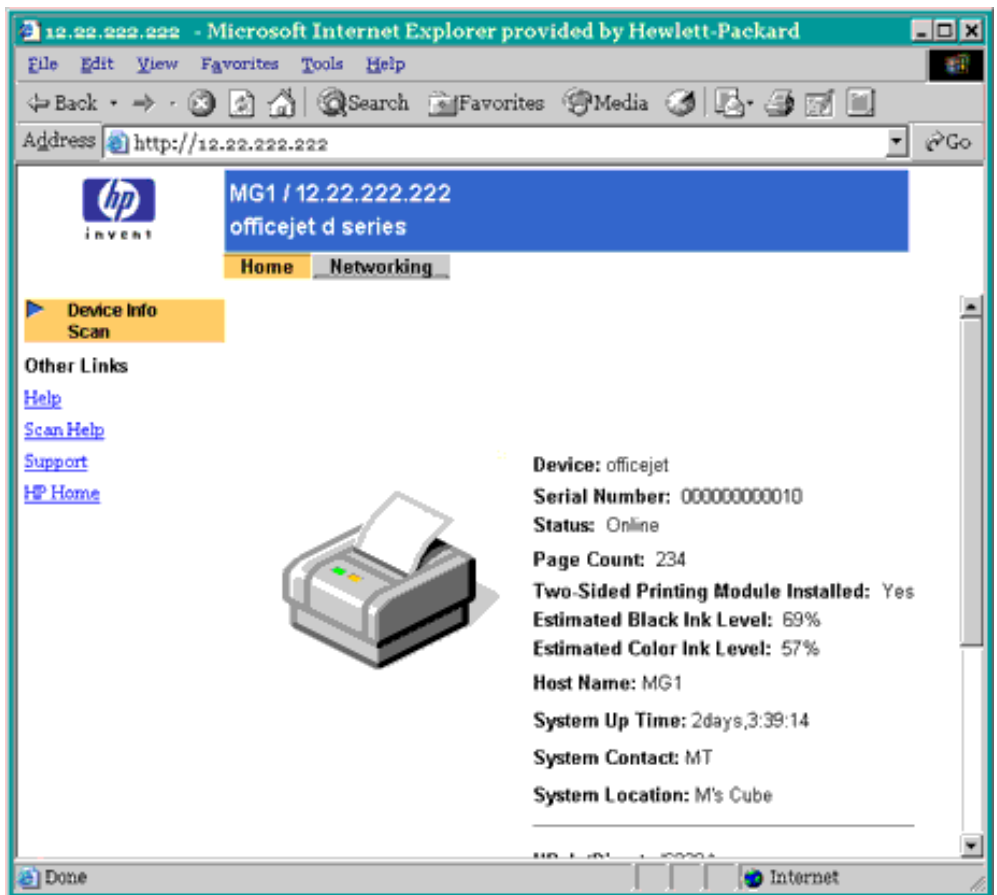 12.22.222.222 - Microsoft Internet Explorer provided by Hewlett-Packard
File Edit View Favorites Tools Help
Back Search Favorites Media
Address http://12.22.222.222 Go
hp
invent
MG1 / 12.22.222.222
officejet d series
Home Networking
Device Info
Scan
Other Links
Help
Scan Help
Support
HP Home
Device: officejet
Serial Number: 000000000010
Status: Online
Page Count: 234
Two-Sided Printing Module Installed: Yes
Estimated Black Ink Level: 69%
Estimated Color Ink Level: 57%
Host Name: MG1
System Up Time: 2days,3:39:14
System Contact: MT
System Location: M's Cube
Done Internet